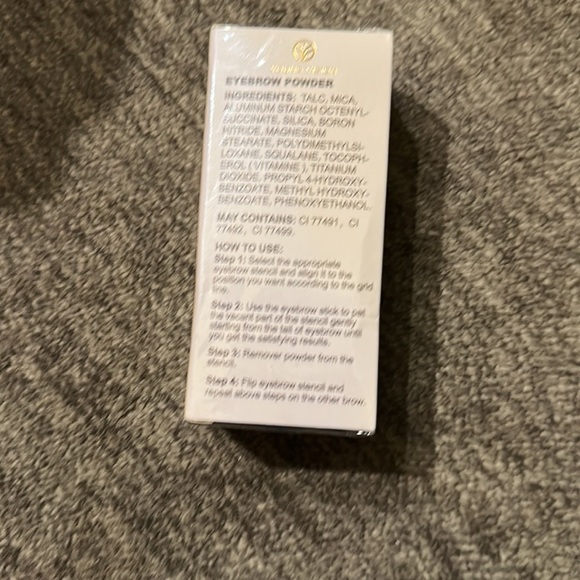 EYEBROW POWDER
INGREDIENTS: TALC, MICA,
ALUMINUM STARCH OCTENYL-
SUCCINATE, SILICA, BORON
NITRIDE, MAGNESIUM
STEARATE, POLYDIMETHYLSI-
LOXANE, SQUALANE, TOCOPH-
EROL ( VITAMINE ), TITANIUM
DIOXIDE, PROPYL 4-HYDROXY-
BENZOATE, METHYL HYDROXY-
BENZOATE, PHENOXYETHANOL.
MAY CONTAINS: CI 77491, CI
77492, CI 77499.
HOW TO USE:
Step 1: Select the appropriate
eyebrow stencil and align it to the
position you want according to the grid
line.
Step 2: Use the eyebrow stick to pat
the vacant part of the stencil gently
starting from the tail of eyebrow until
you get the satisfying results.
Step 3: Remover powder from the
stencil.
Step 4: Flip eyebrow stencil and
repeat above steps on the other brow.